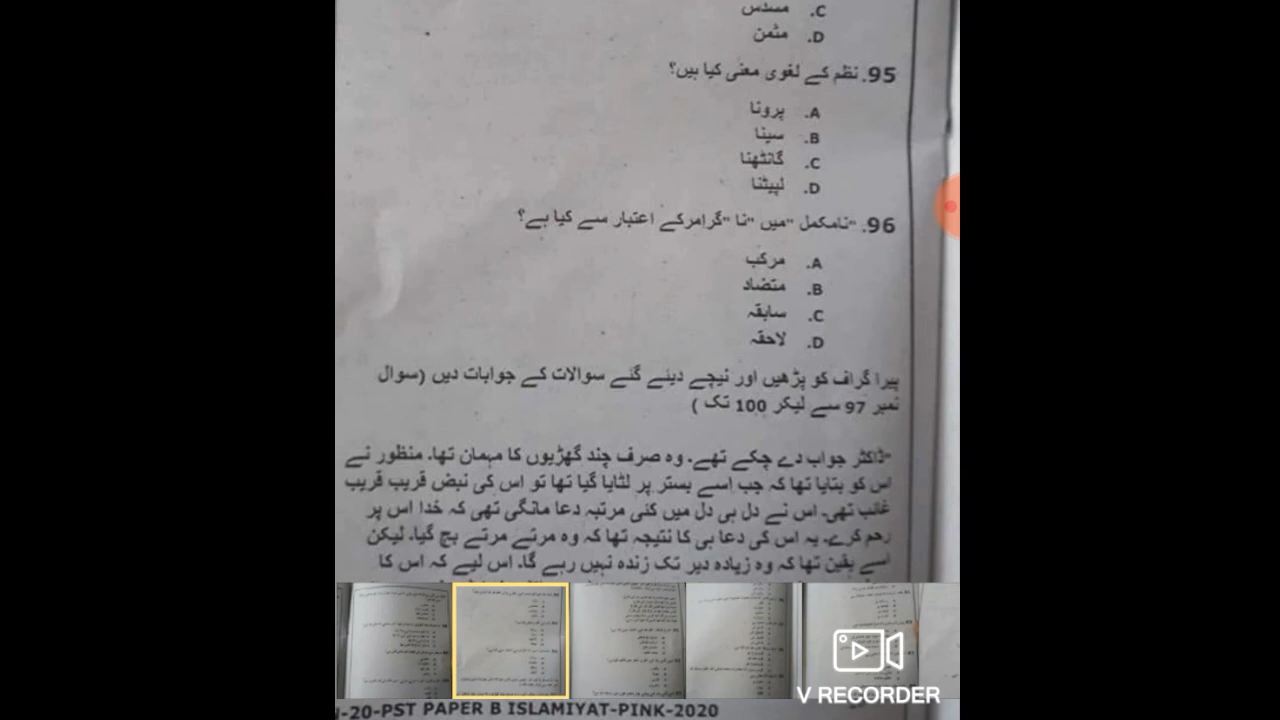 C. مسدس
D. مثمن
95. نظم کے لغوی معنی کیا ہیں؟
A. پرونا
B. سینا
C. گانٹھنا
D. لپیٹنا
96. "نامکمل "میں "نا "گرامرکے اعتبار سے کیا ہے؟
A. مرکب
B. متضاد
C. سابقہ
D. لاحقہ
پیرا گراف کو پڑھیں اور نیچے دیئے گئے سوالات کے جوابات دیں (سوال
نمبر 97 سے لیکر 100 تک )
"ڈاکٹر جواب دے چکے تھے۔ وہ صرف چند گھڑیوں کا مہمان تھا۔ منظور نے
اس کو بتایا تھا کہ جب اسے بستر پر لٹایا گیا تھا تو اس کی نبض قریب قریب
غائب تھی۔ اس نے دل ہی دل میں کئی مرتبہ دعا مانگی تھی کہ خدا اس پر
رحم کرے۔ یہ اس کی دعا ہی کا نتیجہ تھا کہ وہ مرتے مرتے بچ گیا۔ لیکن
اسے یقین تھا کہ وہ زیادہ دیر تک زندہ نہیں رہے گا۔ اس لیے کہ اس کا
V RECORDER
-20-PST PAPER B ISLAMIYAT-PINK-2020